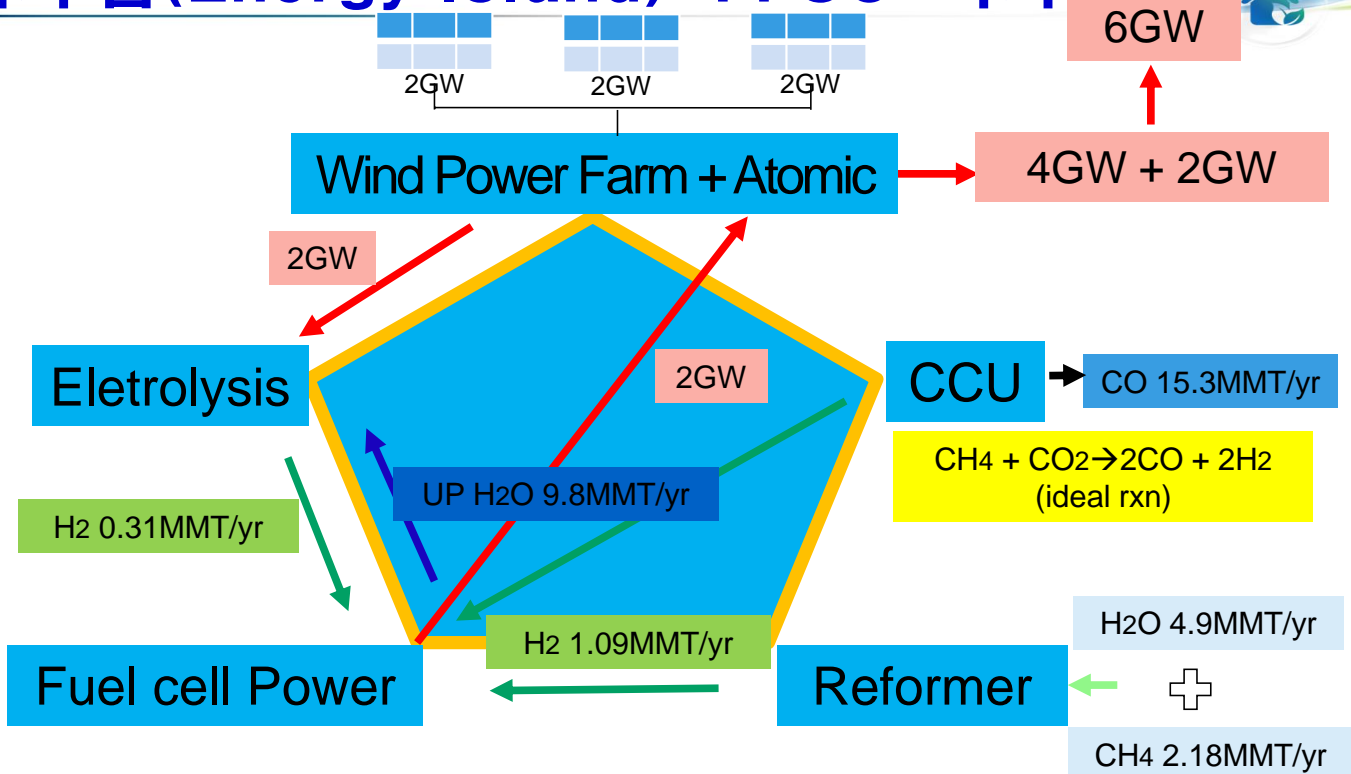 (Energy Island)
6GW
2GW
2GW
2GW
Wind Power Farm + Atomic
4GW + 2GW
2GW
2GW
Eletrolysis
CCU
CO 15.3MMT/yr
CH4 + CO2→2CO + 2H2
(ideal rxn)
UP H2O 9.8MMT/yr
H2 0.31MMT/yr
H2 1.09MMT/yr
H2O 4.9MMT/yr
Fuel cell Power
Reformer
CH4 2.18MMT/yr